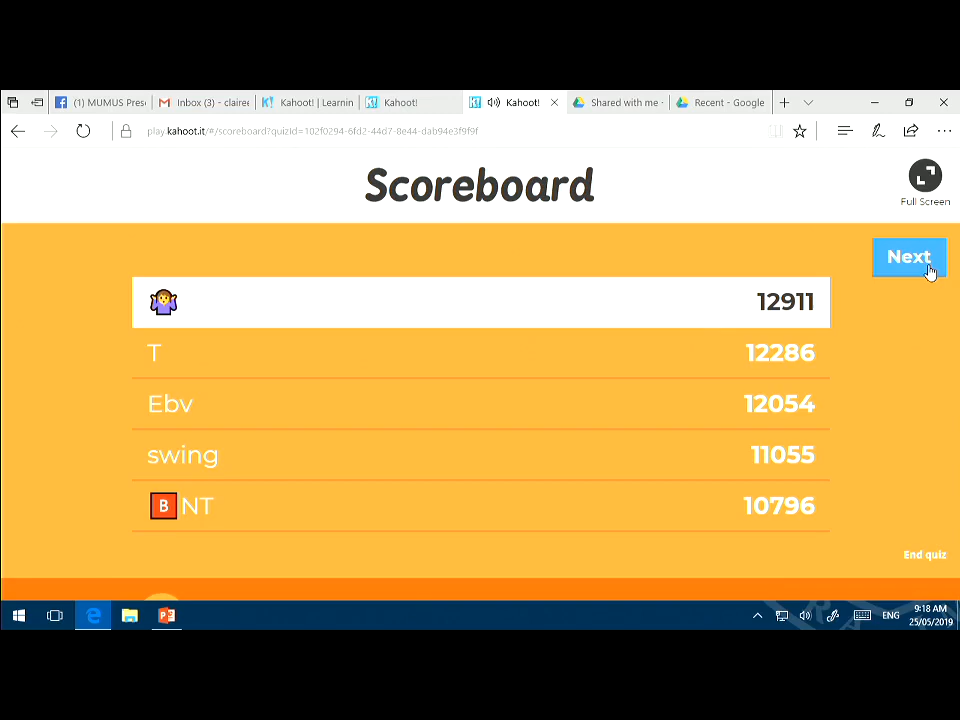 (1) MUMUS Pres
Inbox (3) - claire
Kahoot! | Learnin
Kahoot!
Kahoot!
Shared with me -
Recent - Google
play.kahoot.it/#/scoreboard?quizId=102f0294-6fd2-44d7-8e44-dab94e3f9f9f
Scoreboard
Full Screen
Next
🤷‍♀️ 12911
T 12286
Ebv 12054
swing 11055
🅱NT 10796
End quiz
ENG
9:18 AM
25/05/2019